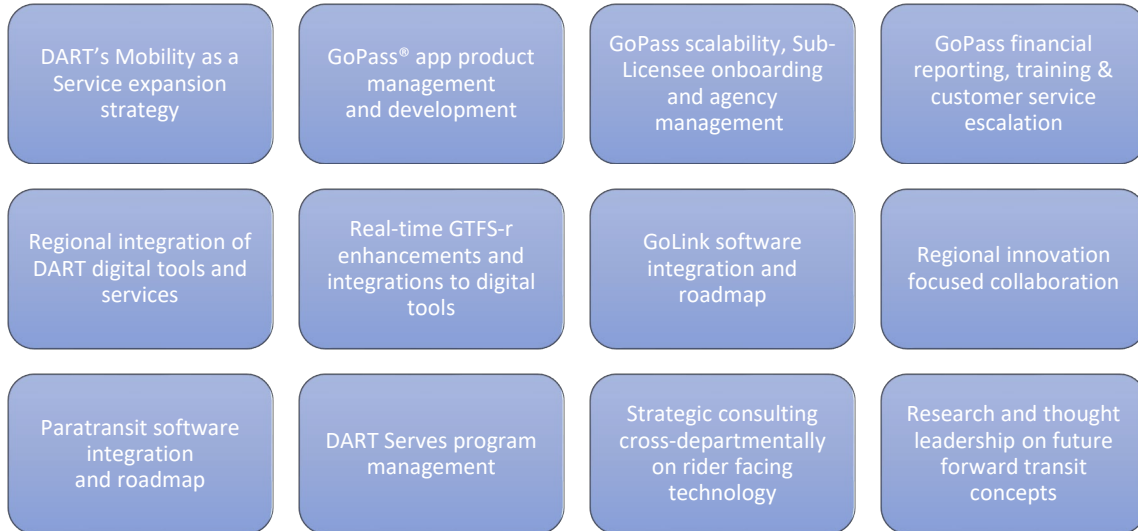 DART's Mobility as a
Service expansion
strategy
GoPass® app product
management
and development
GoPass scalability, Sub-
Licensee onboarding
and agency
management
GoPass financial
reporting, training &
customer service
escalation
Regional integration of
DART digital tools and
services
Real-time GTFS-r
enhancements and
integrations to digital
tools
GoLink software
integration and
roadmap
Regional innovation
focused collaboration
Paratransit software
integration
and roadmap
DART Serves program
management
Strategic consulting
cross-departmentally
on rider facing
technology
Research and thought
leadership on future
forward transit
concepts